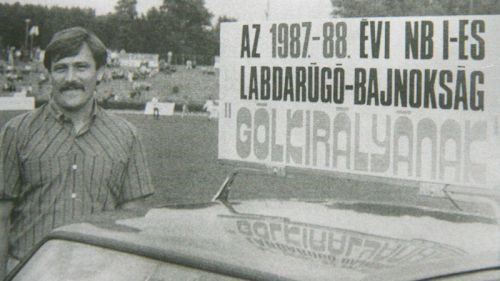 AZ 1987.-88. ÉVI NB I-ES
LABDARÚGÓ-BAJNOKSÁG
"GÓLKIRÁLYÁNAK"